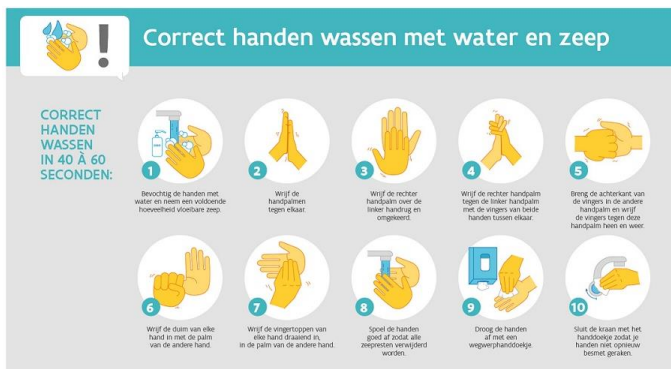 Correct handen wassen met water en zeep
CORRECT
HANDEN
WASSEN
IN 40 À 60
SECONDEN:
1
Bevochtig de handen met
water en neem een voldoende
hoeveelheid vloeibare zeep.
2
Wrijf de
handpalmen
tegen elkaar.
3
Wrijf de rechter
handpalm over de
linker handrug en
omgekeerd.
4
Wrijf de rechter handpalm
tegen de linker handpalm
met de vingers van beide
handen tussen elkaar.
5
Breng de achterkant van
de vingers in de andere
handpalm en wrijf
de vingers tegen deze
handpalm heen en weer.
6
Wrijf de duim van elke
hand in met de palm
van de andere hand.
7
Wrijf de vingertoppen van
elke hand draaiend in,
in de palm van de andere hand.
8
Spoel de handen
goed af zodat alle
zeepresten verwijderd
worden.
9
Droog de handen
af met een
wegwerphanddoekje.
10
Sluit de kraan met het
handdoekje zodat je
handen niet opnieuw
besmet geraken.